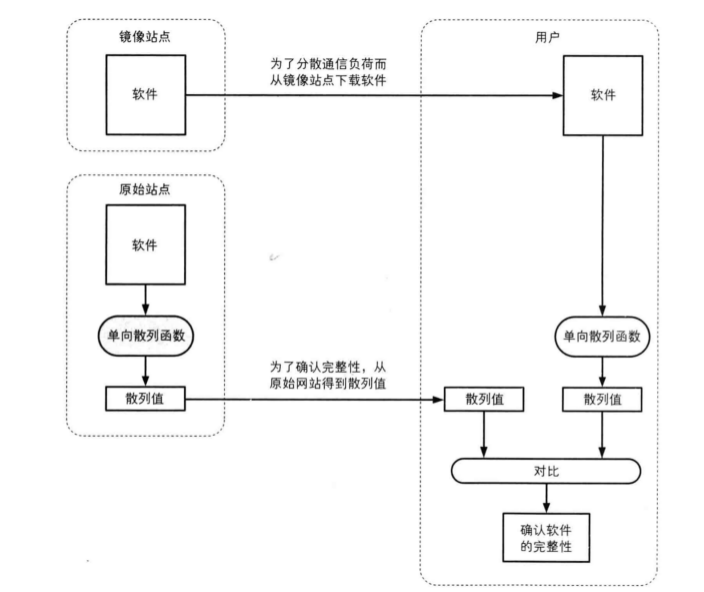 镜像站点
用户
软件
为了分散通信负荷而
从镜像站点下载软件
软件
原始站点
软件
单向散列函数
单向散列函数
散列值
为了确认完整性，从
原始网站得到散列值
散列值
散列值
对比
确认软件
的完整性